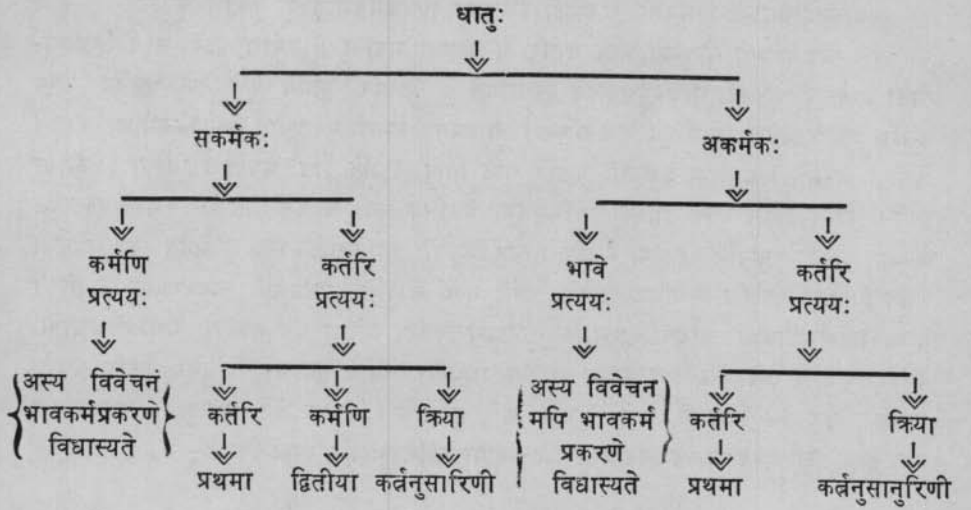 धातुः
सकर्मकः अकर्मकः
कर्मणि कर्तरि भावे कर्तरि
प्रत्ययः प्रत्ययः प्रत्ययः प्रत्ययः
अस्य विवेचन
भावकर्मप्रकरणे
विधास्यते
कर्तरि कर्मणि क्रिया
प्रथमा द्वितीया कर्त्रनुसारिणी
अस्य विवेचन
मपि भावकर्म
प्रकरणे
विधास्यते
कर्तरि क्रिया
प्रथमा कर्त्रनुसानुरिणी